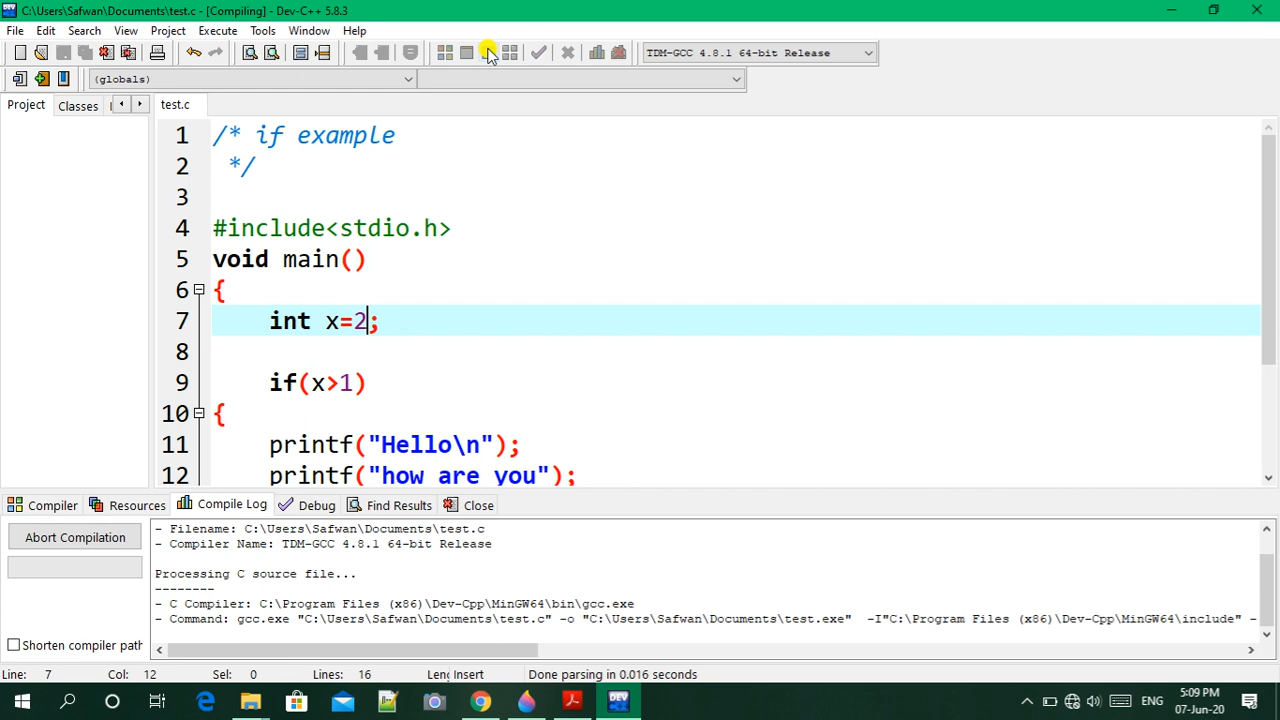 C:\Users\Safwan\Documents\test.c - [Compiling] - Dev-C++ 5.8.3
File Edit Search View Project Execute Tools Window Help
TDM-GCC 4.8.1 64-bit Release
(globals)
Project Classes
test.c
1 /* if example
2 */
3
4 #include<stdio.h>
5 void main()
6 {
7 int x=2;
8
9 if(x>1)
10 {
11 printf("Hello\n");
12 printf("how are you");
Compiler Resources Compile Log Debug Find Results Close
Abort Compilation
Shorten compiler path
- Filename: C:\Users\Safwan\Documents\test.c
- Compiler Name: TDM-GCC 4.8.1 64-bit Release
Processing C source file...
--------
- C Compiler: C:\Program Files (x86)\Dev-Cpp\MinGW64\bin\gcc.exe
- Command: gcc.exe "C:\Users\Safwan\Documents\test.c" -o "C:\Users\Safwan\Documents\test.exe" -I"C:\Program Files (x86)\Dev-Cpp\MinGW64\include" -
Line: 7 Col: 12 Sel: 0 Lines: 16 Insert Done parsing in 0.016 seconds
DEV
ENG
5:09 PM
07-Jun-20